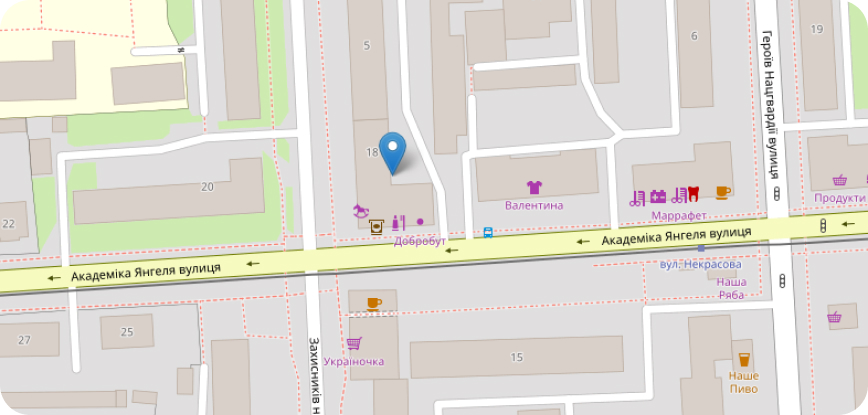 5
6
19
Героїв Нацгвардії вулиця
18
20
22
Валентина
Маррафет
Продукти
Добробут
Академіка Янгеля вулиця
Академіка Янгеля вулиця
вул. Некрасова
Наша
Ряба
27
25
Захисників н
Україночка
15
Наше
Пиво